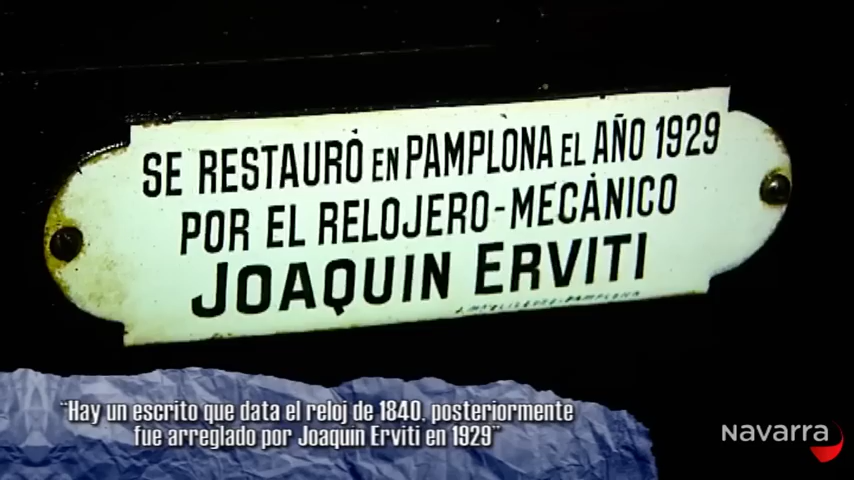 SE RESTAURÓ EN PAMPLONA EL AÑO 1929
POR EL RELOJERO-MECÁNICO
JOAQUIN ERVITI
PAMPLONA
"Hay un escrito que data el reloj de 1840, posteriormente
fue arreglado por Joaquín Erviti en 1929"
Navarra